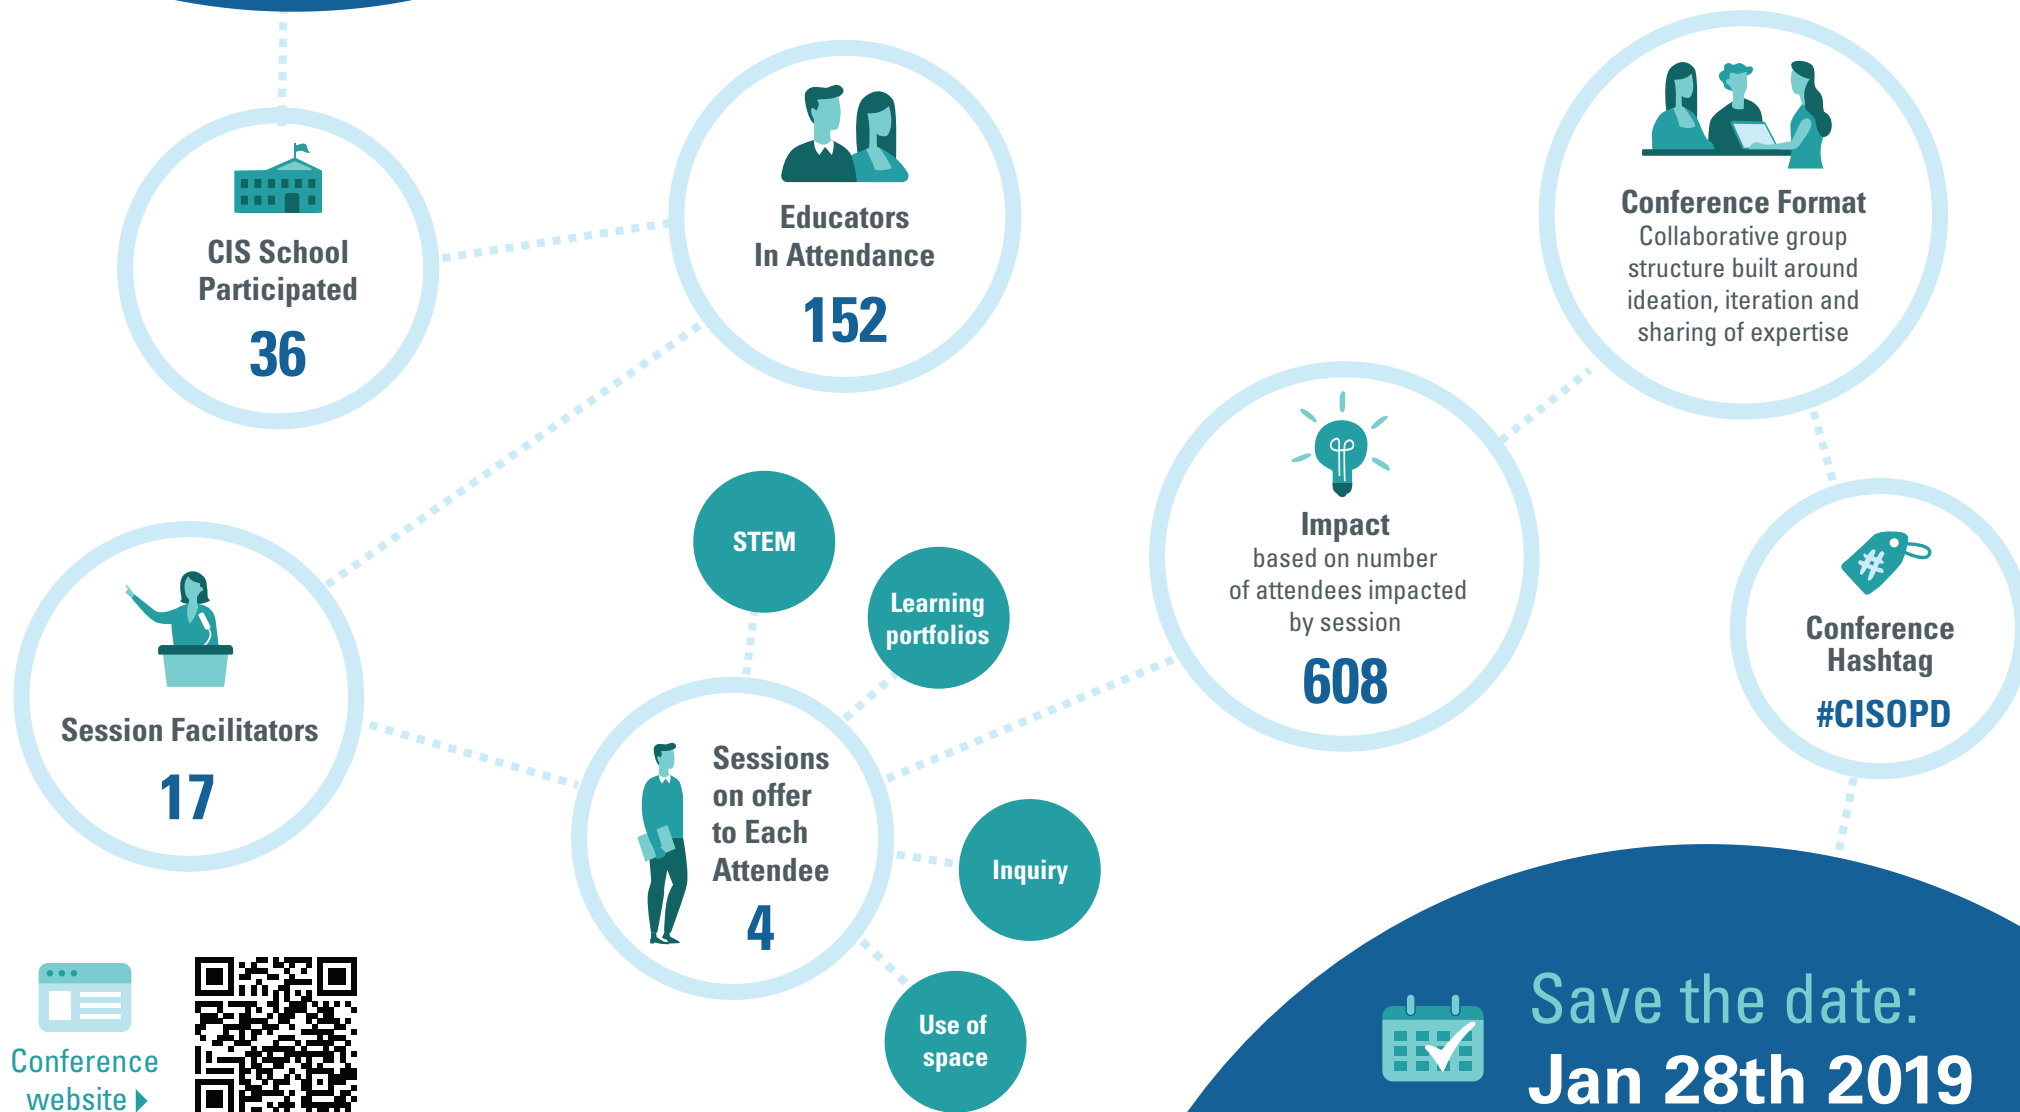 CIS School
Participated
36
Educators
In Attendance
152
Session Facilitators
17
Sessions
on offer
to Each
Attendee
4
STEM
Learning
portfolios
Inquiry
Use of
space
Impact
based on number
of attendees impacted
by session
608
Conference Format
Collaborative group
structure built around
ideation, iteration and
sharing of expertise
#
Conference
Hashtag
#CISOPD
Conference
website
Save the date:
Jan 28th 2019